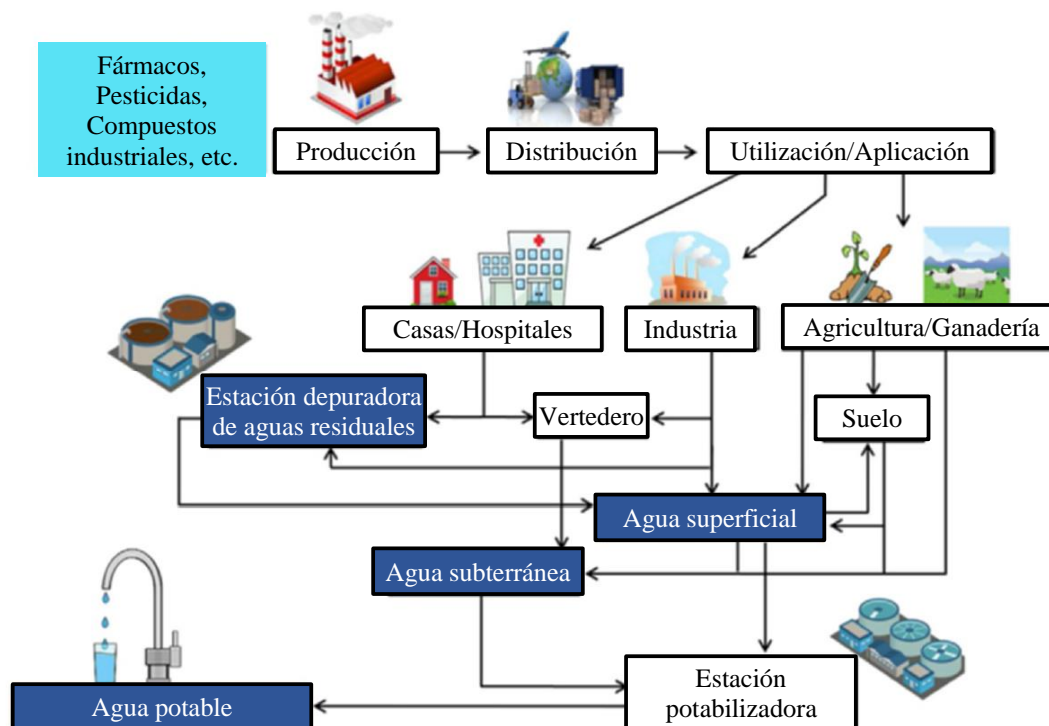 Fármacos,
Pesticidas,
Compuestos
industriales, etc.
Producción
Distribución
Utilización/Aplicación
Casas/Hospitales
Industria
Agricultura/Ganadería
Estación depuradora
de aguas residuales
Vertedero
Suelo
Agua superficial
Agua subterránea
Estación
potabilizadora
Agua potable